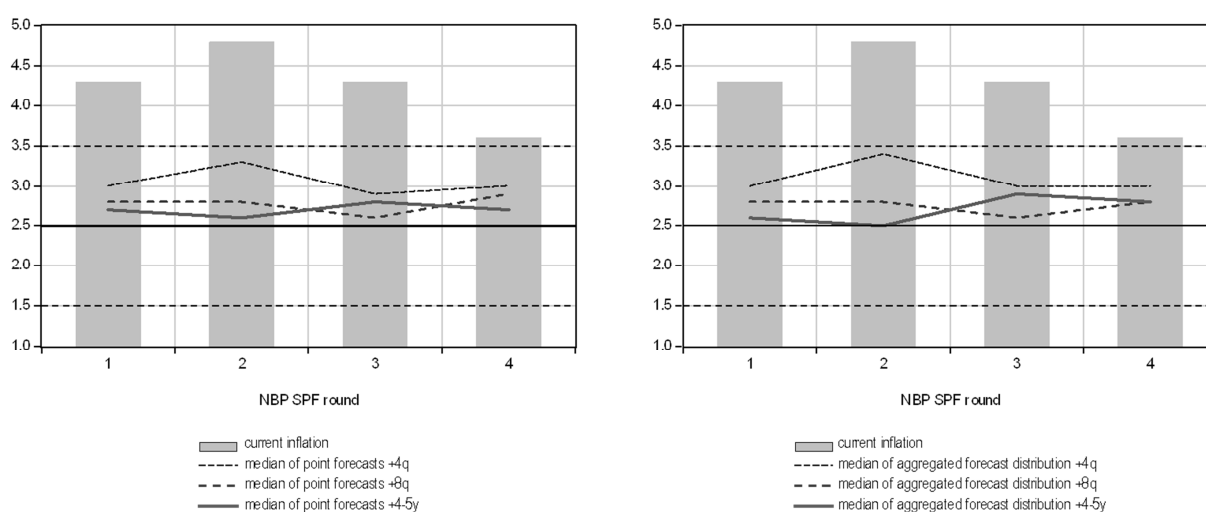 5.0
4.5
4.0
3.5
3.0
2.5
2.0
1.5
1.0
1 2 3 4
NBP SPF round
current inflation
median of point forecasts +4q
median of point forecasts +8q
median of point forecasts +4-5y
5.0
4.5
4.0
3.5
3.0
2.5
2.0
1.5
1.0
1 2 3 4
NBP SPF round
current inflation
median of aggregated forecast distribution +4q
median of aggregated forecast distribution +8q
median of aggregated forecast distribution +4-5y